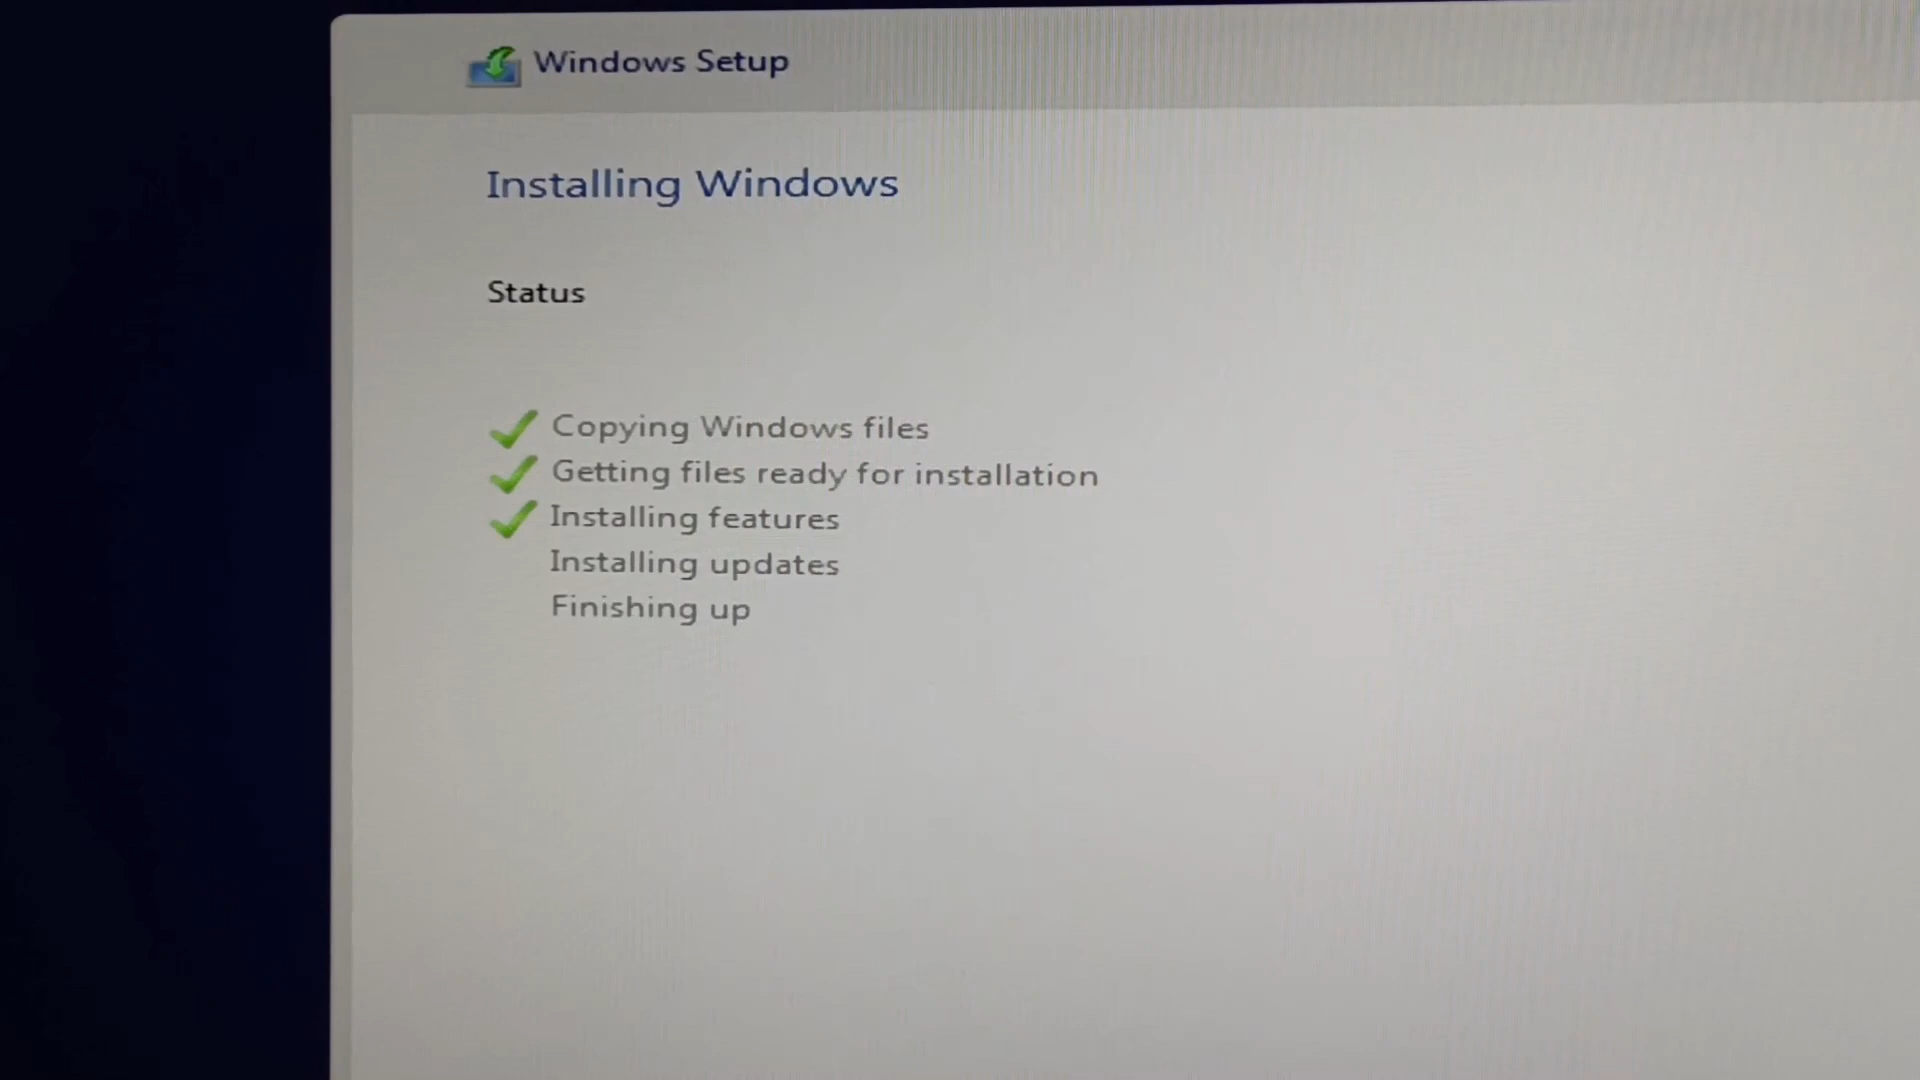 Windows Setup
Installing Windows
Status
Copying Windows files
Getting files ready for installation
Installing features
Installing updates
Finishing up